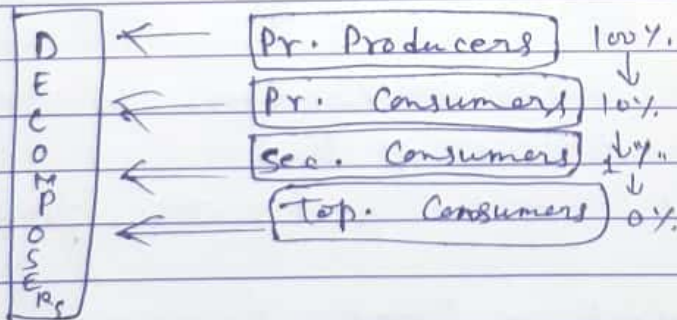 DECOMPOSERS
Pr. Producers 100%.
Pr. Consumers 10%.
Sec. Consumers 1%.
Top. Consumers 0%.